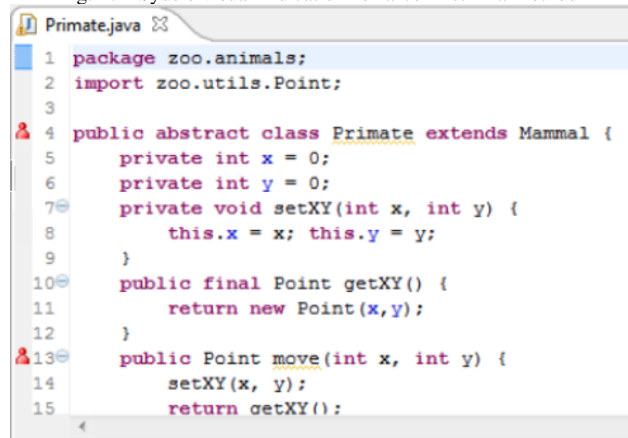 Primate.java
1 package zoo.animals;
2 import zoo.utils.Point;
3
4 public abstract class Primate extends Mammal {
5 private int x = 0;
6 private int y = 0;
7 private void setXY(int x, int y) {
8 this.x = x; this.y = y;
9 }
10 public final Point getXY() {
11 return new Point(x,y);
12 }
13 public Point move(int x, int y) {
14 setXY(x, y);
15 return getXY();